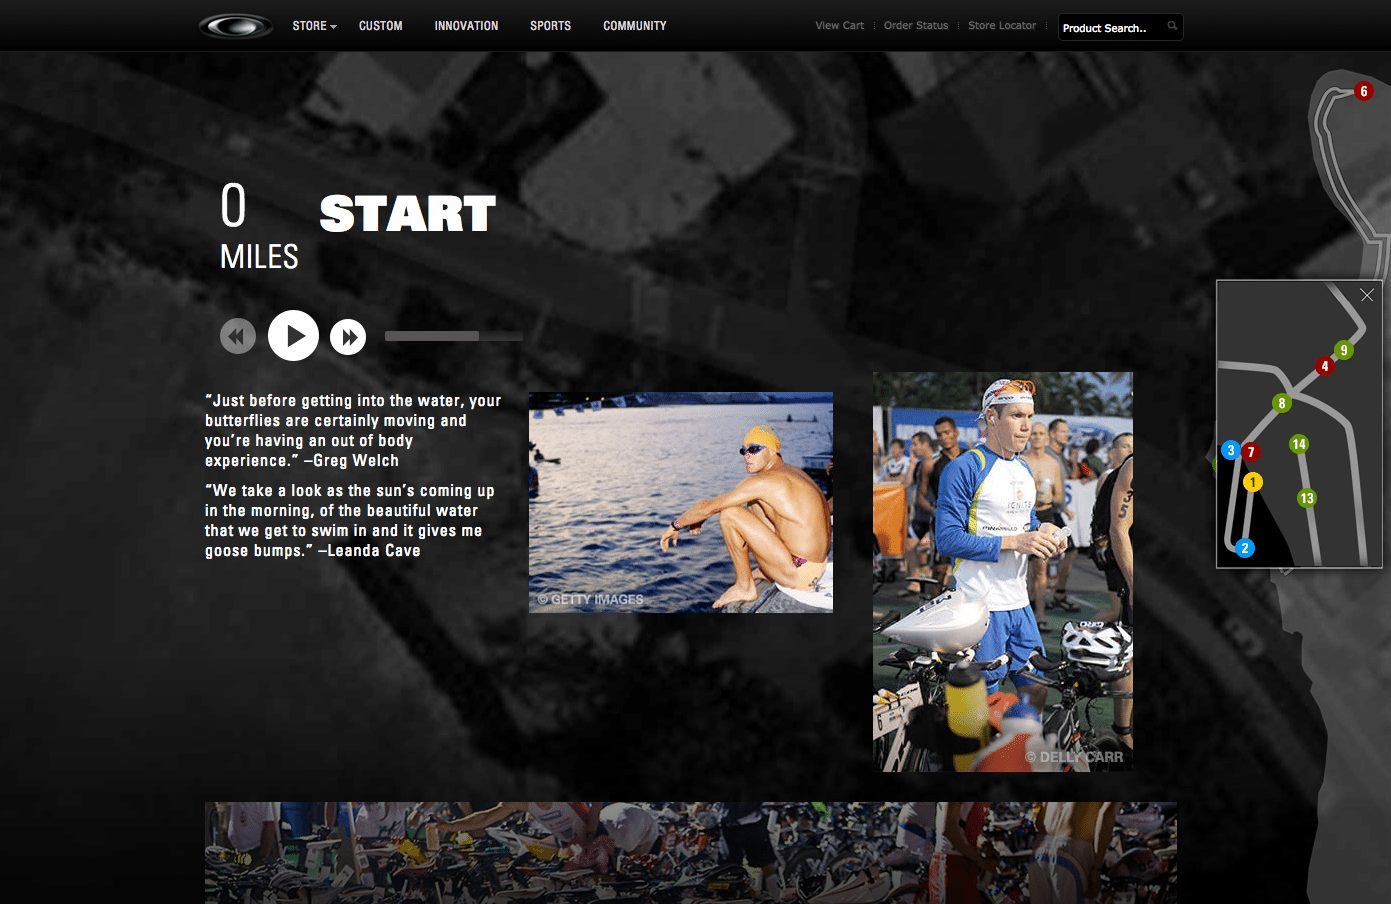 STORE
CUSTOM
INNOVATION
SPORTS
COMMUNITY
View Cart
Order Status
Store Locator
Product Search..
6
0
MILES
START
“Just before getting into the water, your
butterflies are certainly moving and
you’re having an out of body
experience.” –Greg Welch
“We take a look as the sun’s coming up
in the morning, of the beautiful water
that we get to swim in and it gives me
goose bumps.” –Leanda Cave
© GETTY IMAGES
IGNITE
PINARELLO
GIRO
6
© DELLY CARR
9
4
8
14
3
7
1
13
2